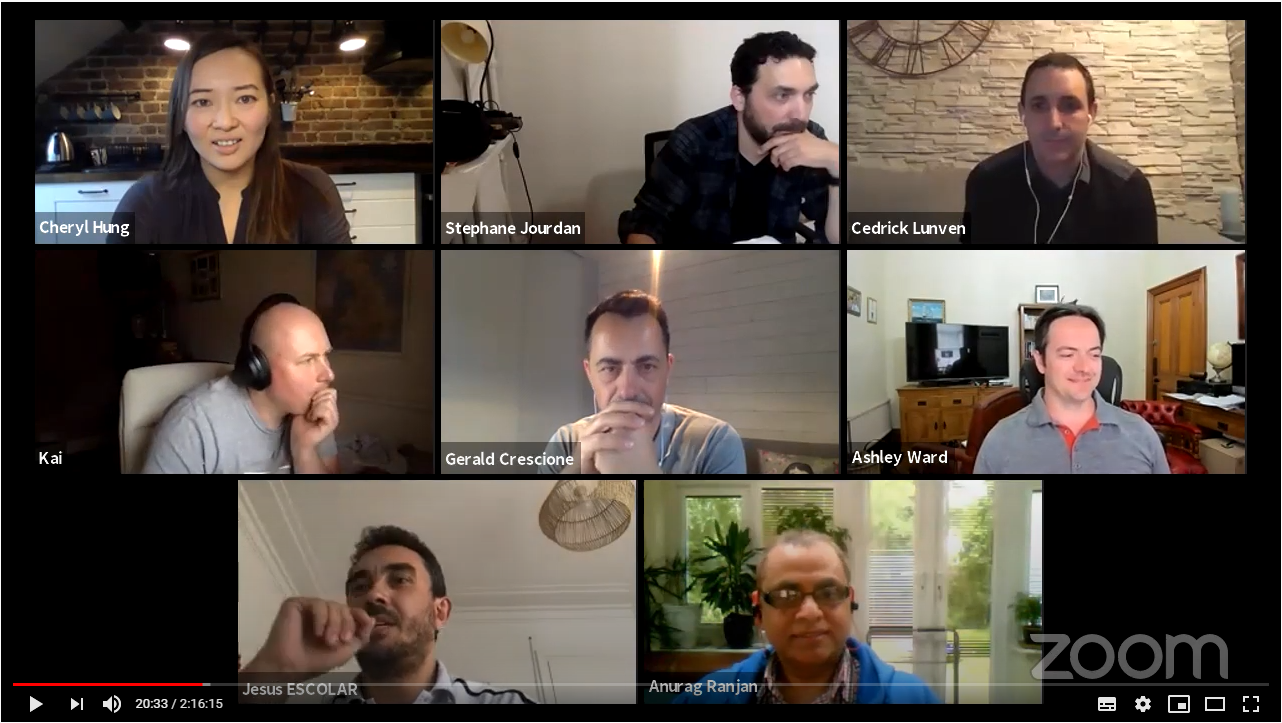 Cheryl Hung
Stephane Jourdan
Cedrick Lunven
Kai
Gerald Crescione
Ashley Ward
Jesus ESCOLAR
Anurag Ranjan
zoom
20:33 / 2:16:15